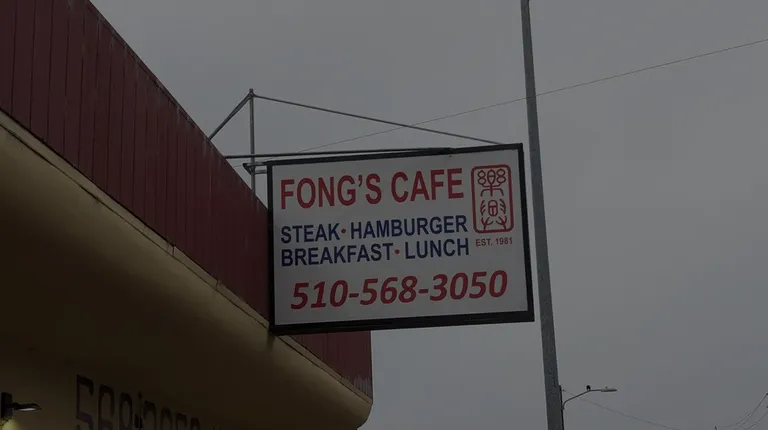 FONG'S CAFE
STEAK · HAMBURGER
BREAKFAST · LUNCH
EST. 1981
510-568-3050